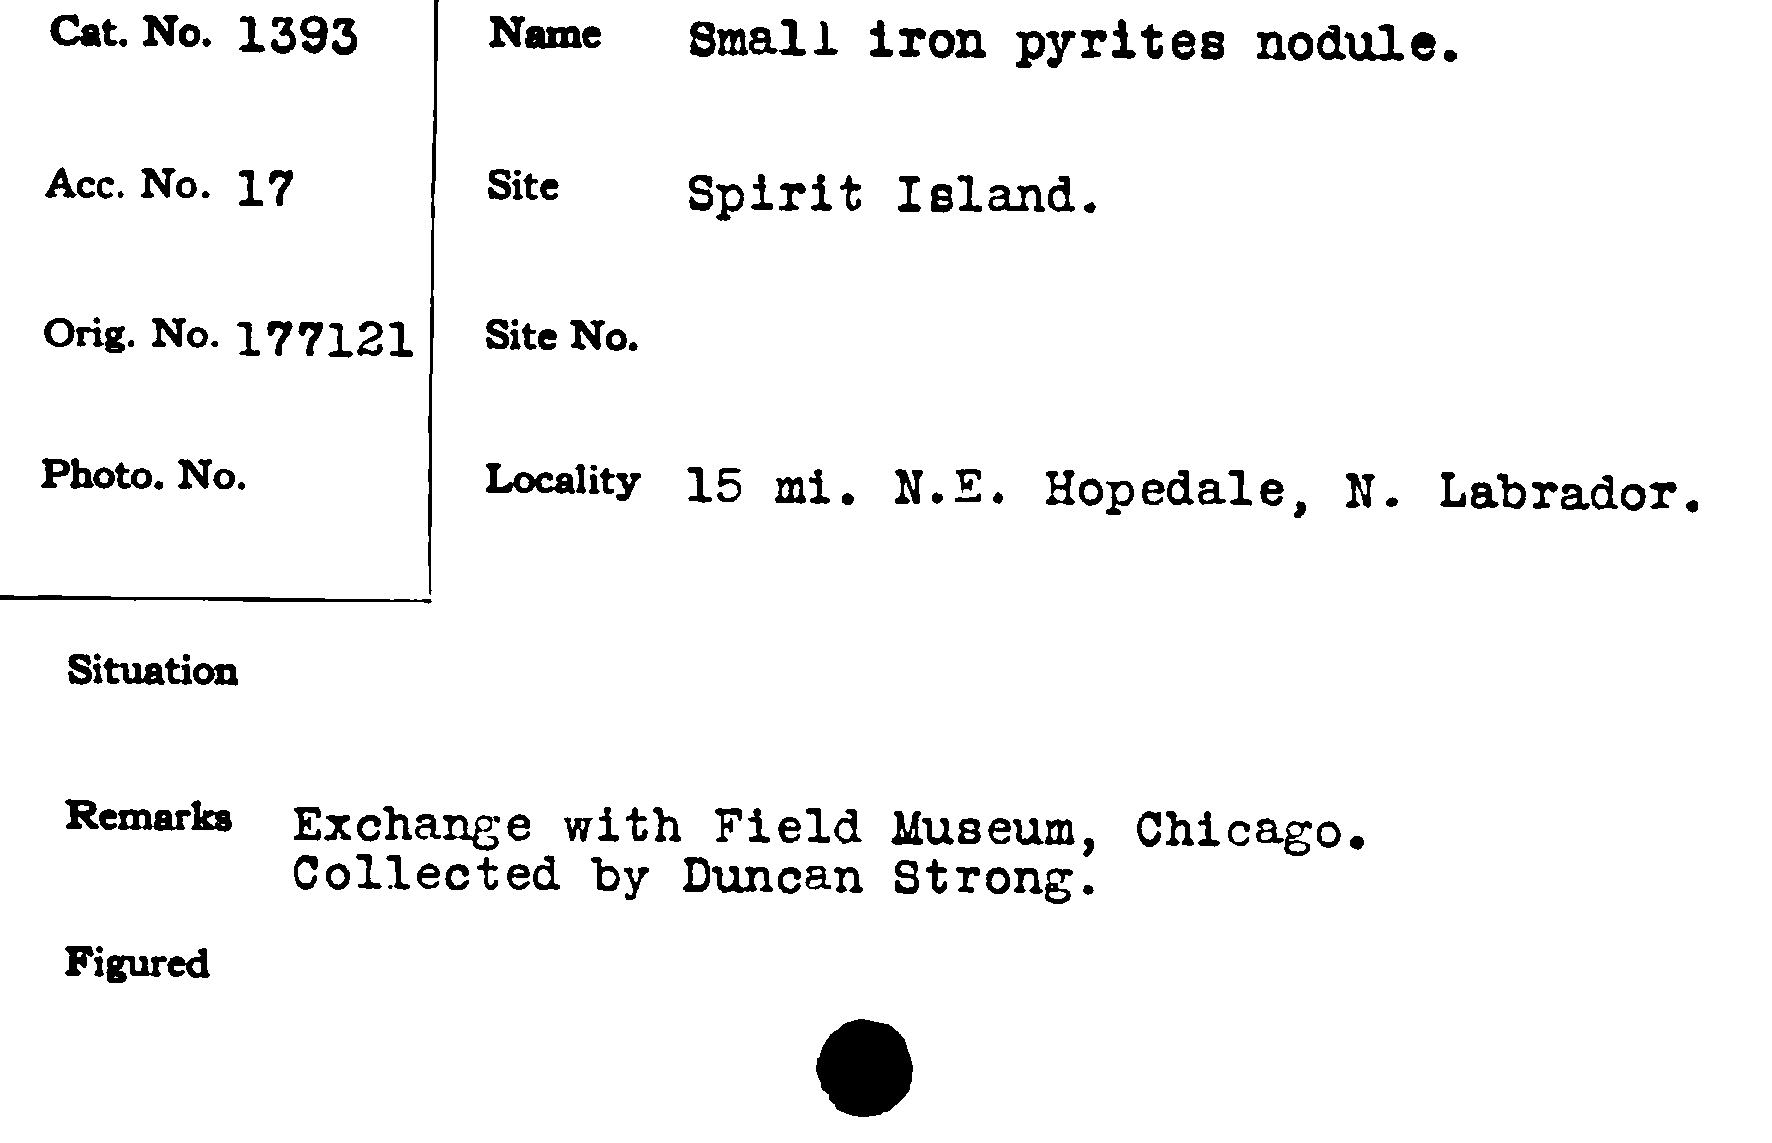 Cat. No. 1393
Name Small iron pyrites nodule.
Acc. No. 17
Site Spirit Island.
Orig. No. 177121
Site No.
Photo. No.
Locality 15 mi. N.E. Hopedale, N. Labrador.
Situation
Remarks Exchange with Field Museum, Chicago.
Collected by Duncan Strong.
Figured